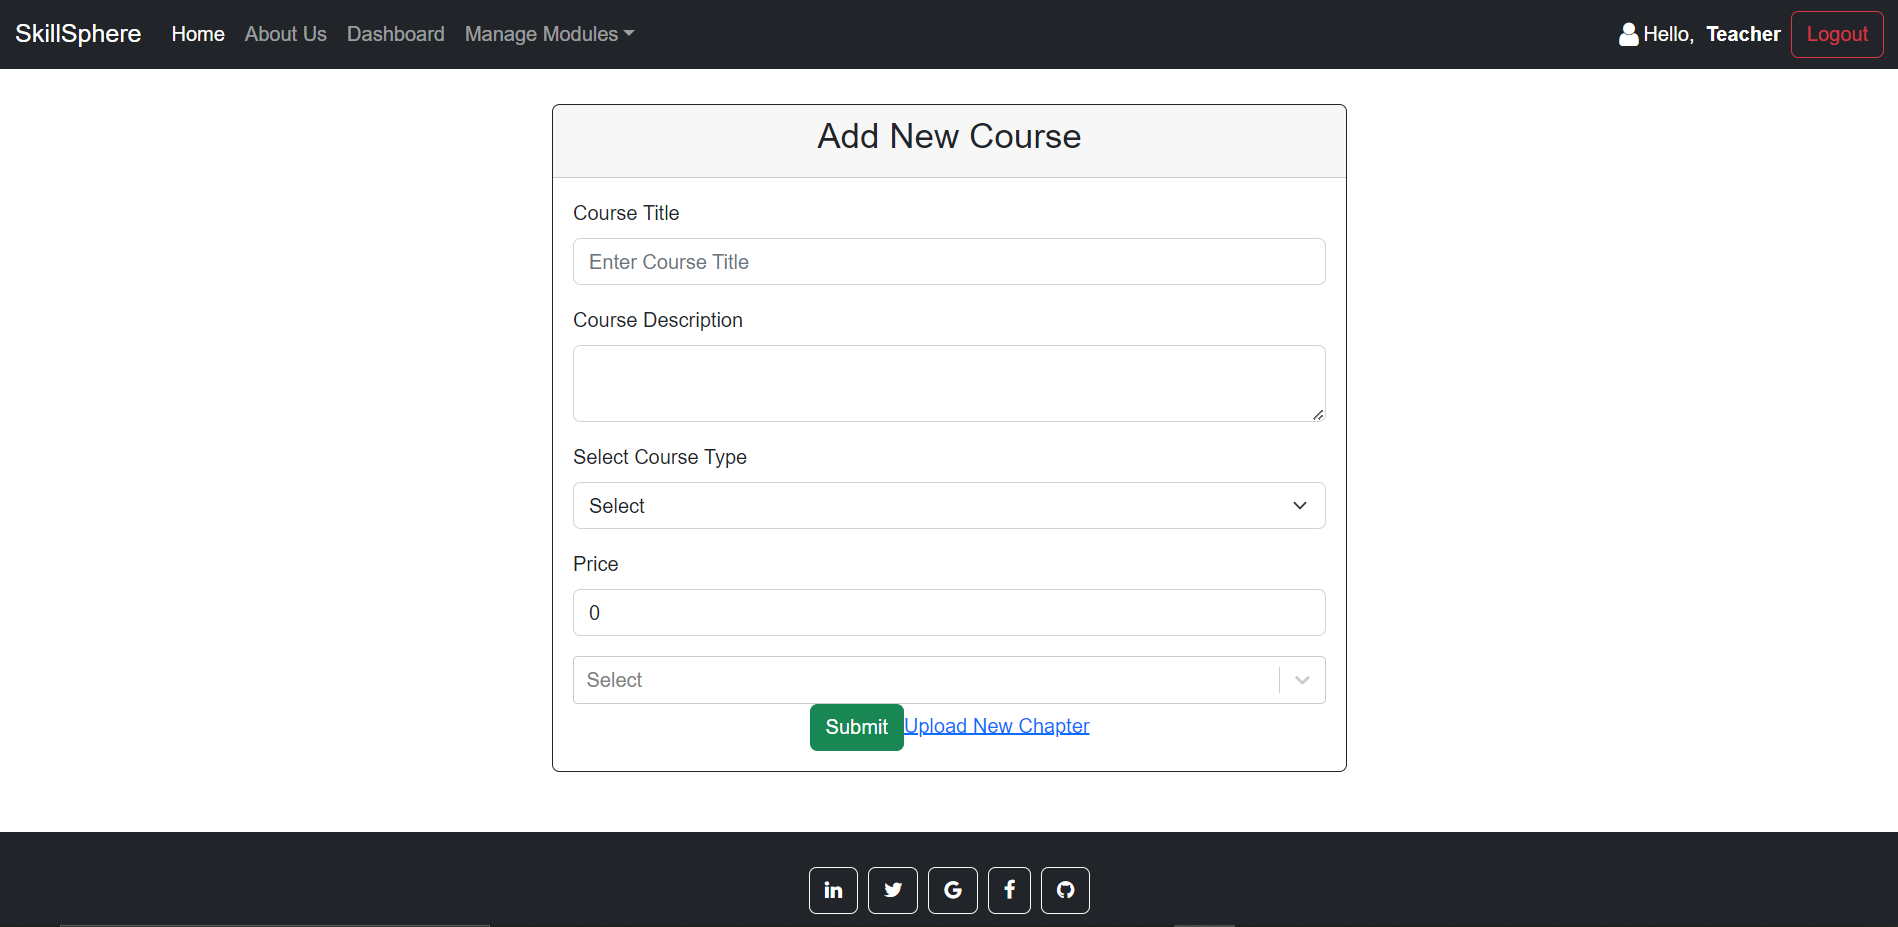 SkillSphere Home About Us Dashboard Manage Modules Hello, Teacher Logout
Add New Course
Course Title
Enter Course Title
Course Description
Select Course Type
Select
Price
0
Select
Submit Upload New Chapter